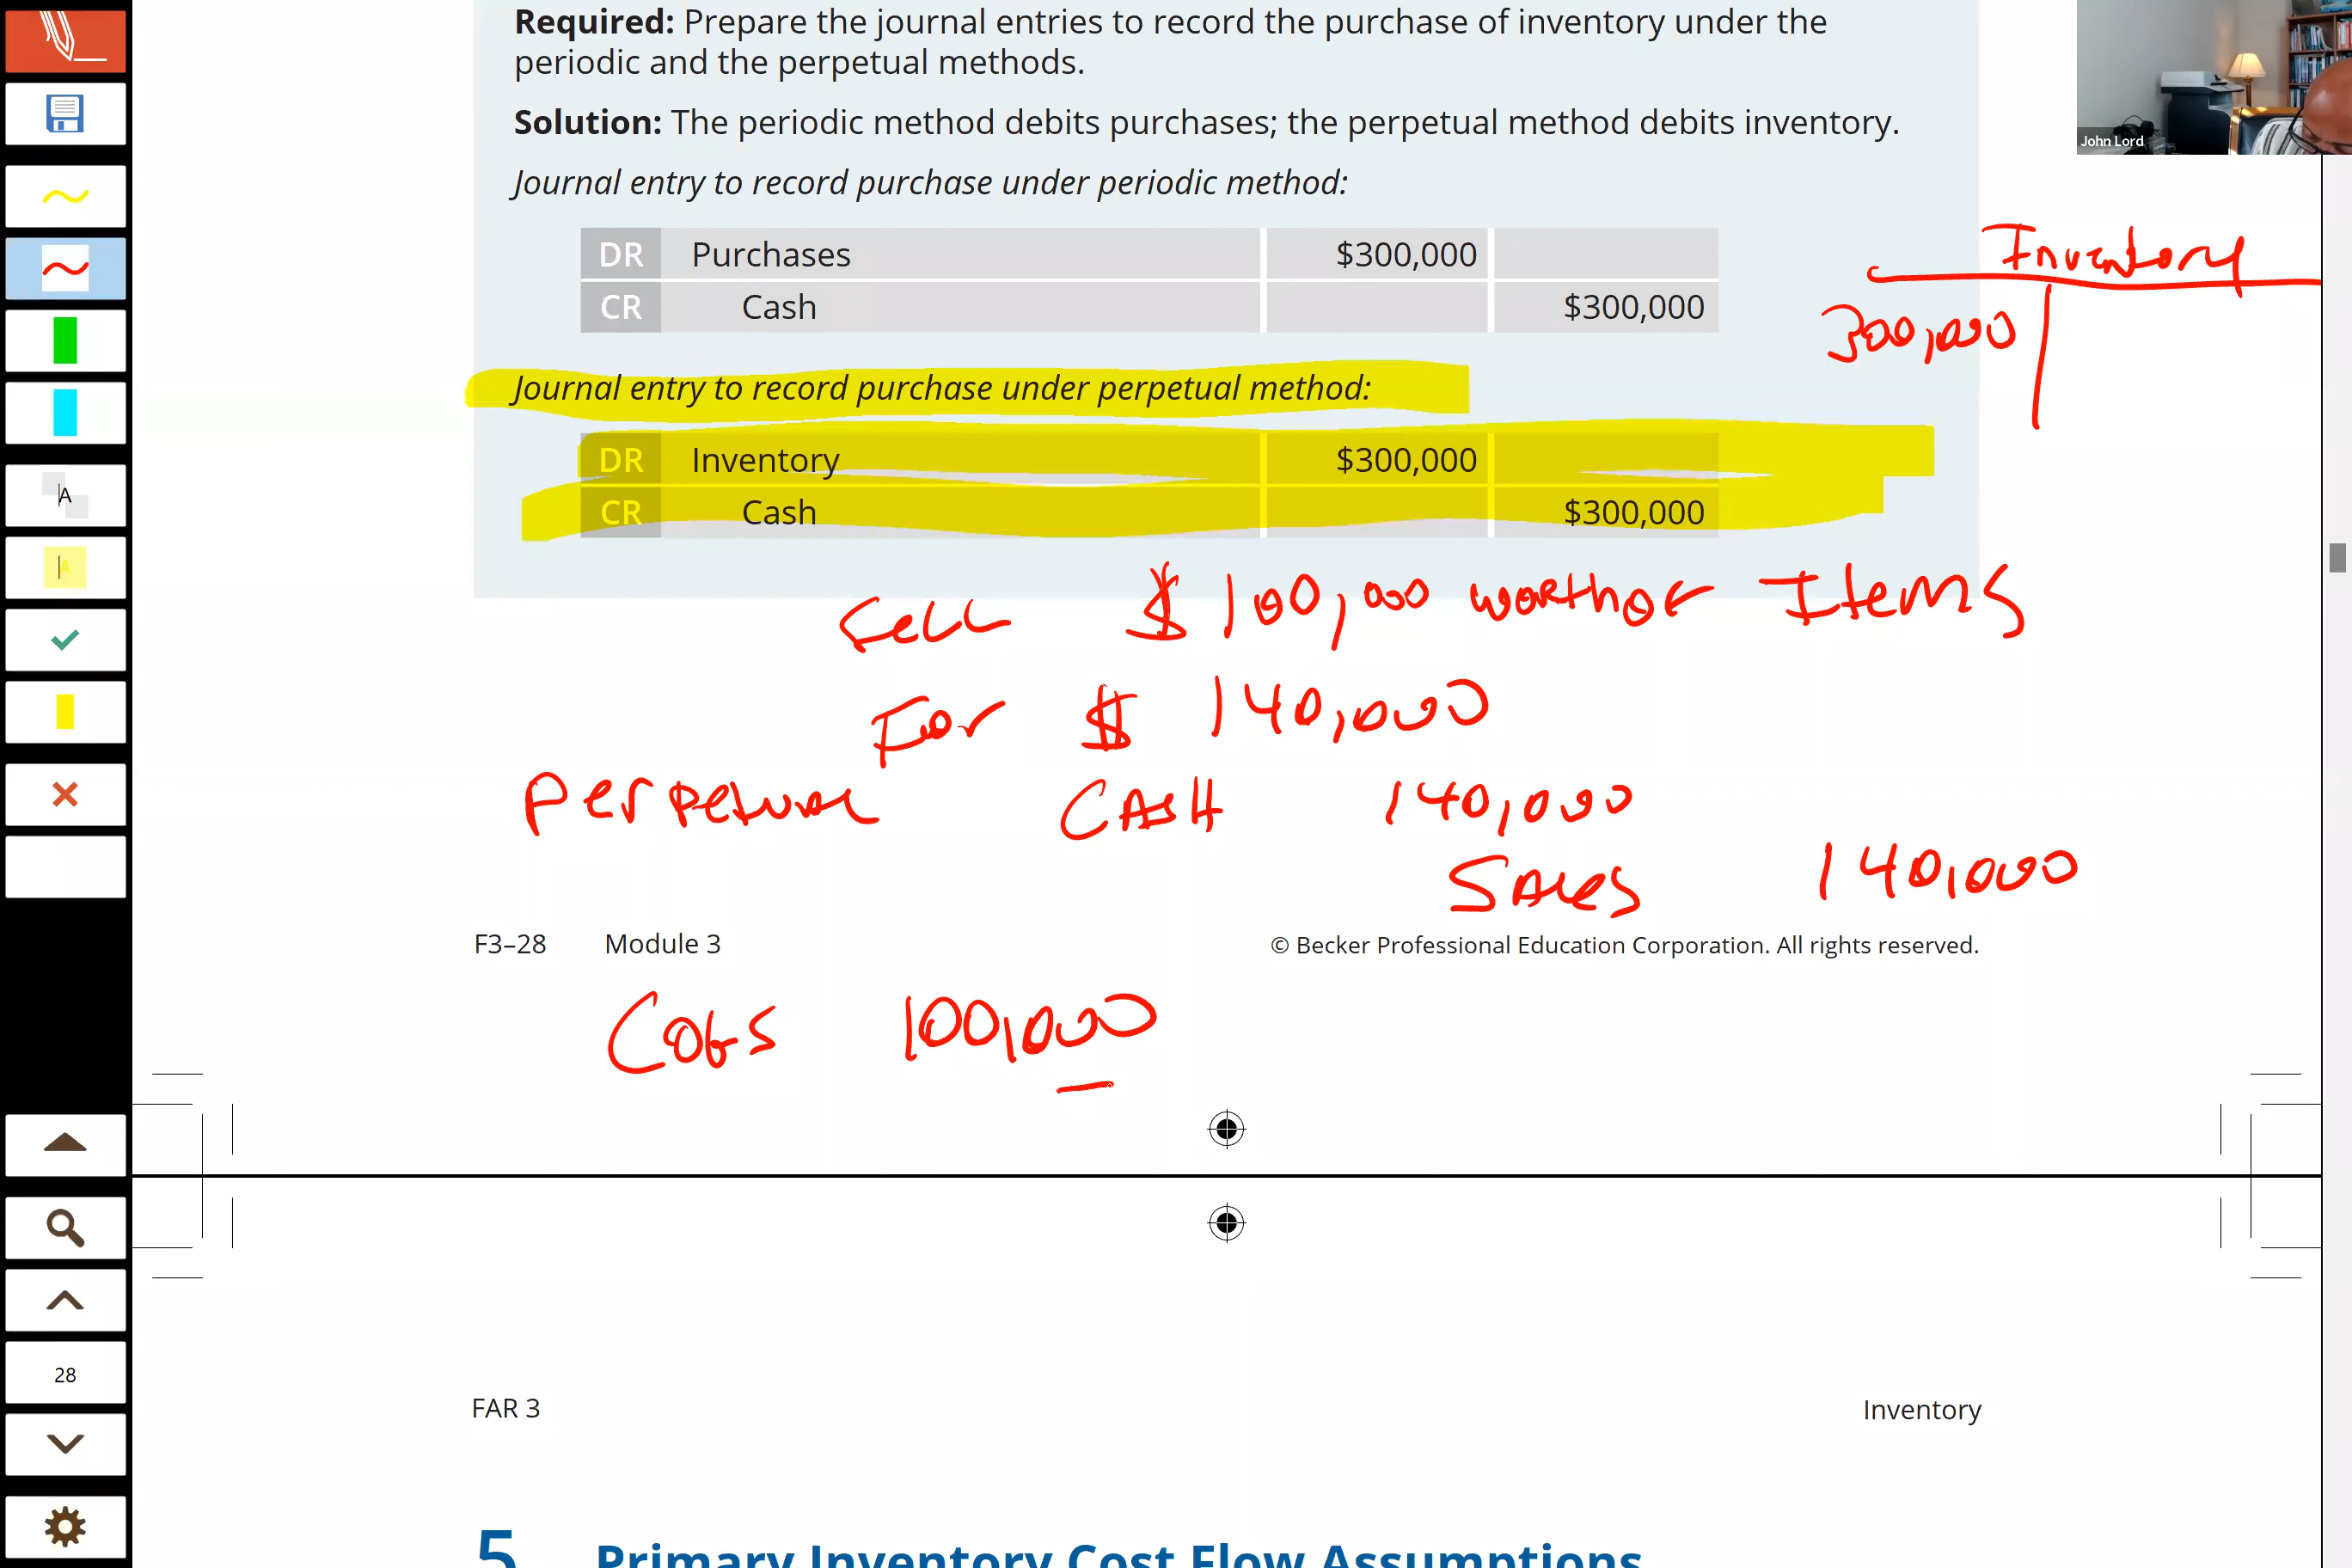 Required: Prepare the journal entries to record the purchase of inventory under the
periodic and the perpetual methods.
Solution: The periodic method debits purchases; the perpetual method debits inventory.
Journal entry to record purchase under periodic method:
DR Purchases $300,000
CR Cash $300,000
Journal entry to record purchase under perpetual method:
DR Inventory $300,000
CR Cash $300,000
John Lord
Inventory
300,000
Sell $100,000 worth of Items
For $140,000
Perpetual CASH 140,000
SALES 140,000
F3–28 Module 3 © Becker Professional Education Corporation. All rights reserved.
COGS 100,000
FAR 3 Inventory
5 Primary Inventory Cost Flow Assumptions
A
A
28